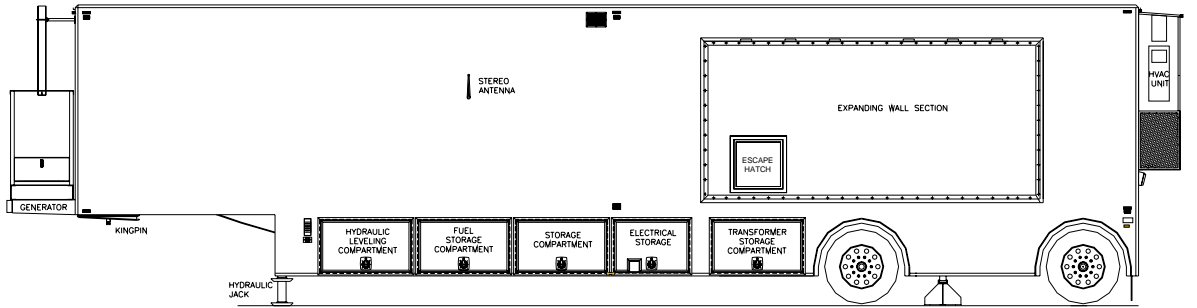 STEREO
ANTENNA
EXPANDING WALL SECTION
HVAC
UNIT
ESCAPE
HATCH
GENERATOR
KINGPIN
HYDRAULIC
LEVELING
COMPARTMENT
FUEL
STORAGE
COMPARTMENT
STORAGE
COMPARTMENT
ELECTRICAL
STORAGE
TRANSFORMER
STORAGE
COMPARTMENT
HYDRAULIC
JACK